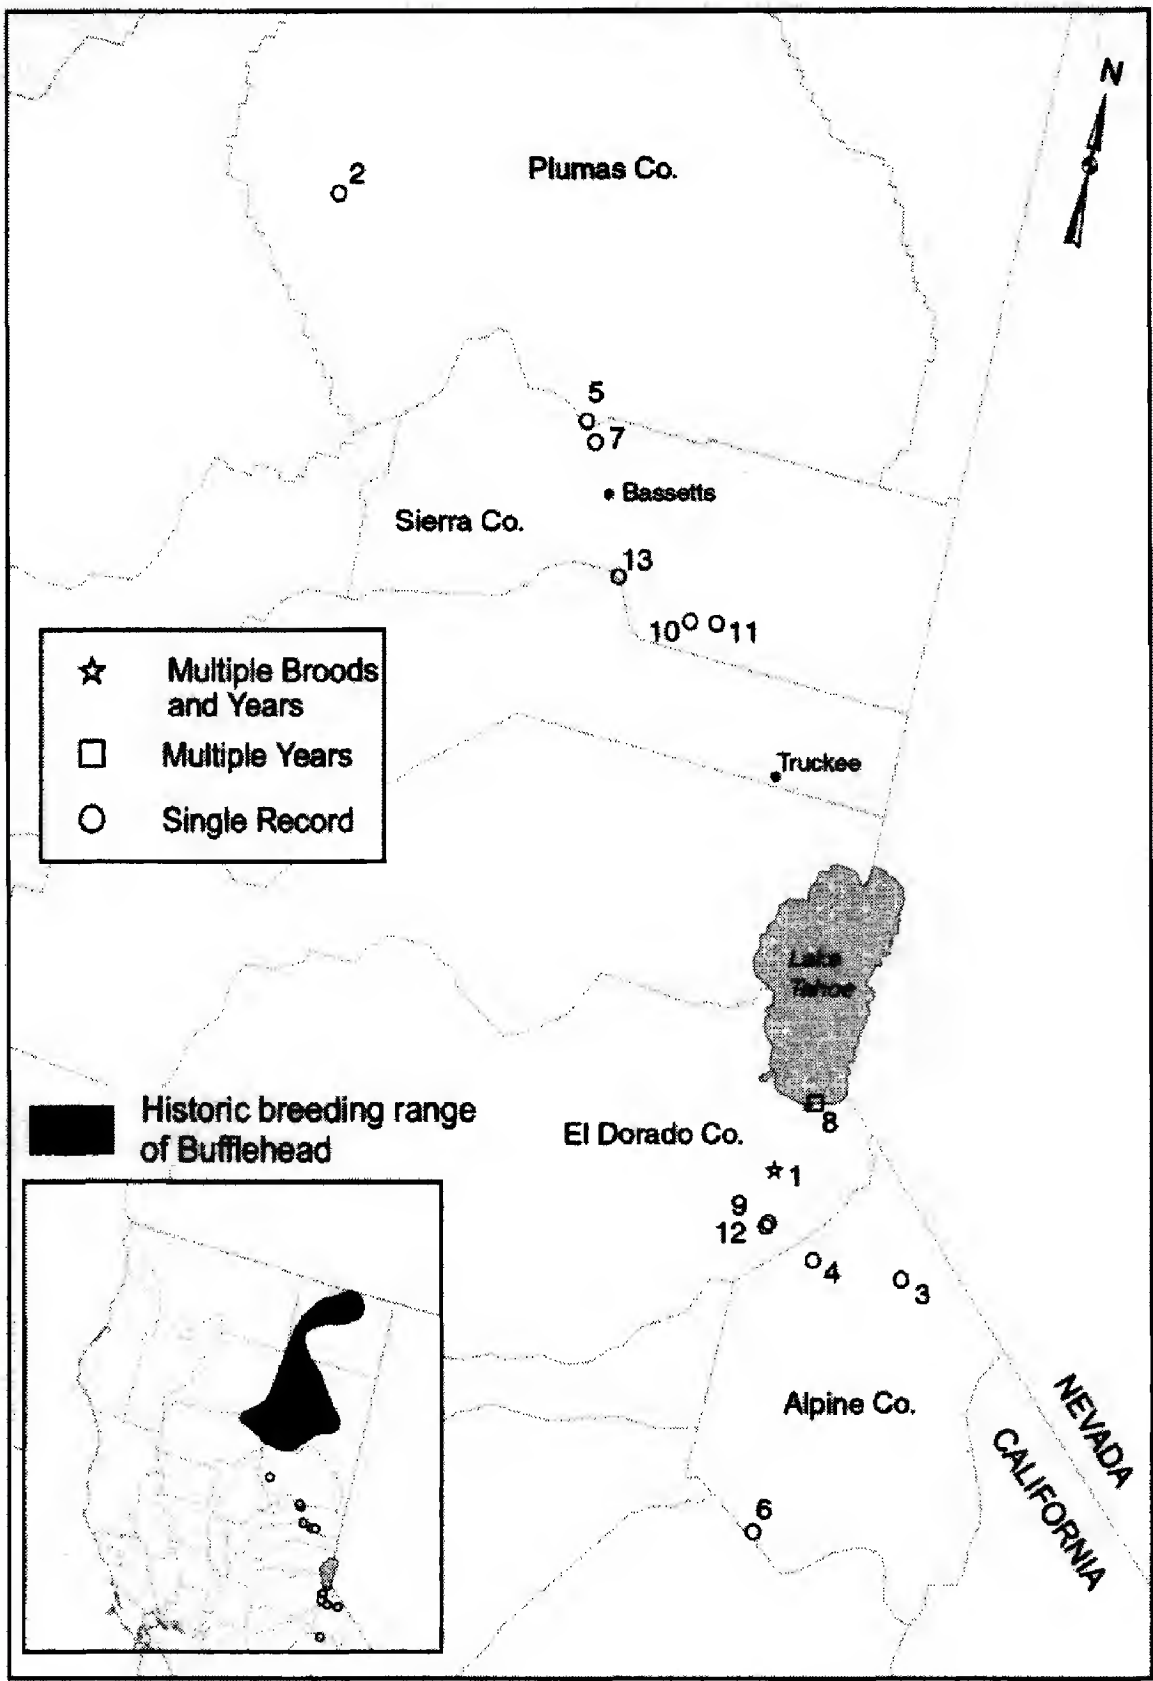 N
2
Plumas Co.
5
7
Bassetts
Sierra Co.
13
10
11
Multiple Broods
and Years
Multiple Years
Single Record
Truckee
Lake
Tahoe
Historic breeding range
of Bufflehead
8
El Dorado Co.
1
9
12
4
3
Alpine Co.
NEVADA
CALIFORNIA
6